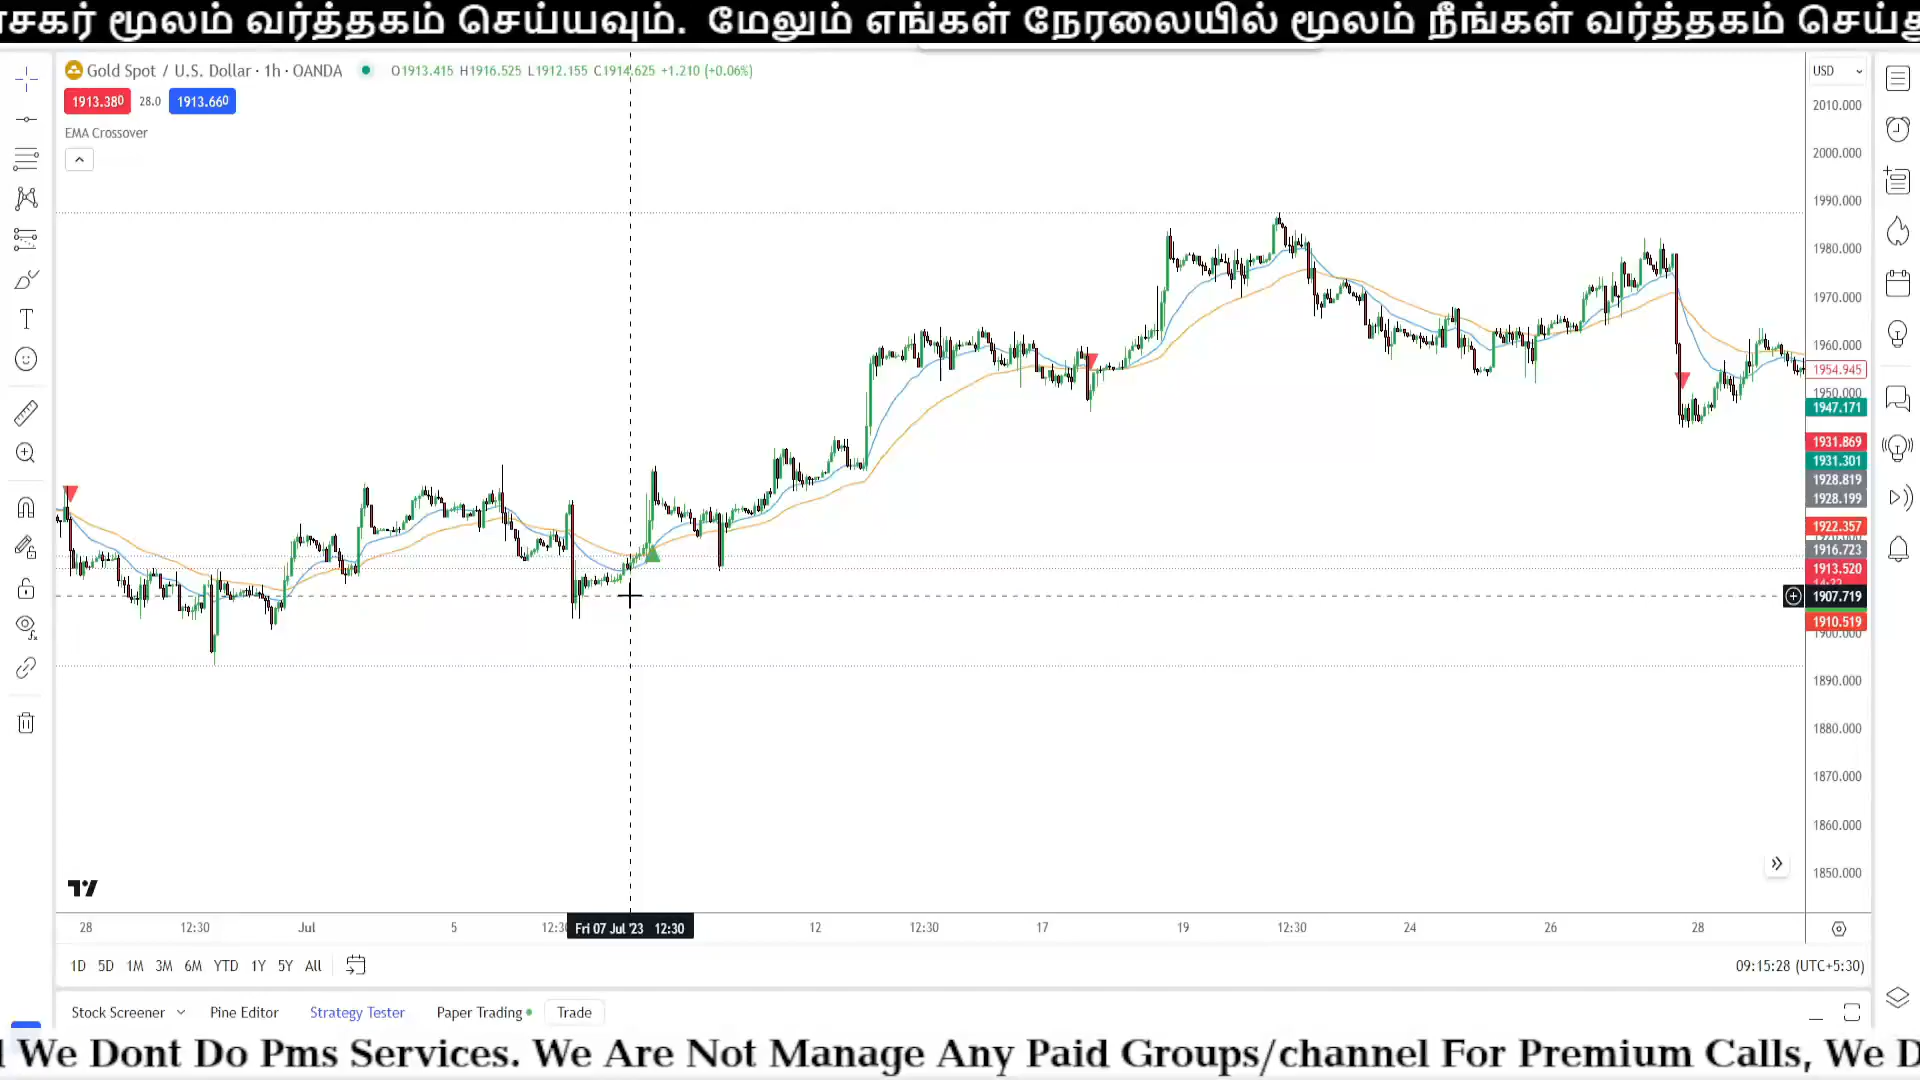 மூலம் வர்த்தகம் செய்யவும். மேலும் எங்கள் நேரலையில் மூலம் நீங்கள் வர்த்தகம்
Gold Spot / U.S. Dollar · 1h · OANDA O1913.415 H1916.525 L1912.155 C1914.625 +1.210 (+0.06%)
USD
1913.380 28.0 1913.660
EMA Crossover
2010.000
2000.000
1990.000
1980.000
1970.000
1960.000
1954.945
1950.000
1947.171
1931.869
1931.301
1928.819
1928.199
1922.357
1916.723
1913.520
1907.719
1910.519
1900.000
1890.000
1880.000
1870.000
1860.000
1850.000
28 12:30 Jul 5 Fri 07 Jul '23 12:30 12 12:30 17 19 12:30 24 26 28
1D 5D 1M 3M 6M YTD 1Y 5Y All
09:15:28 (UTC+5:30)
Stock Screener Pine Editor Strategy Tester Paper Trading Trade
We Dont Do Pms Services. We Are Not Manage Any Paid Groups/channel For Premium Calls, We